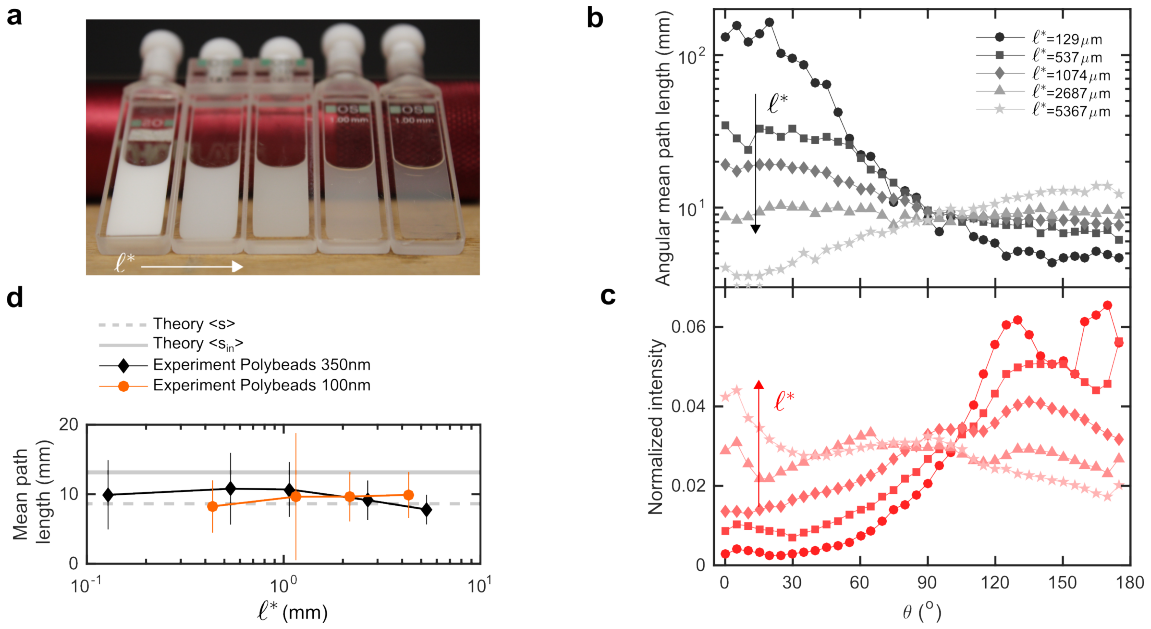 a
OS
1.00 mm
OS
1.00 mm
ℓ*
b
Angular mean path length (mm)
10²
10¹
ℓ*
ℓ*=129μm
ℓ*=537μm
ℓ*=1074μm
ℓ*=2687μm
ℓ*=5367μm
c
Normalized intensity
0.06
0.04
0.02
0
ℓ*
0 30 60 90 120 150 180
θ (°)
d
Theory <s>
Theory <s_in>
Experiment Polybeads 350nm
Experiment Polybeads 100nm
Mean path
length (mm)
20
10
0
10⁻¹ 10⁰ 10¹
ℓ* (mm)